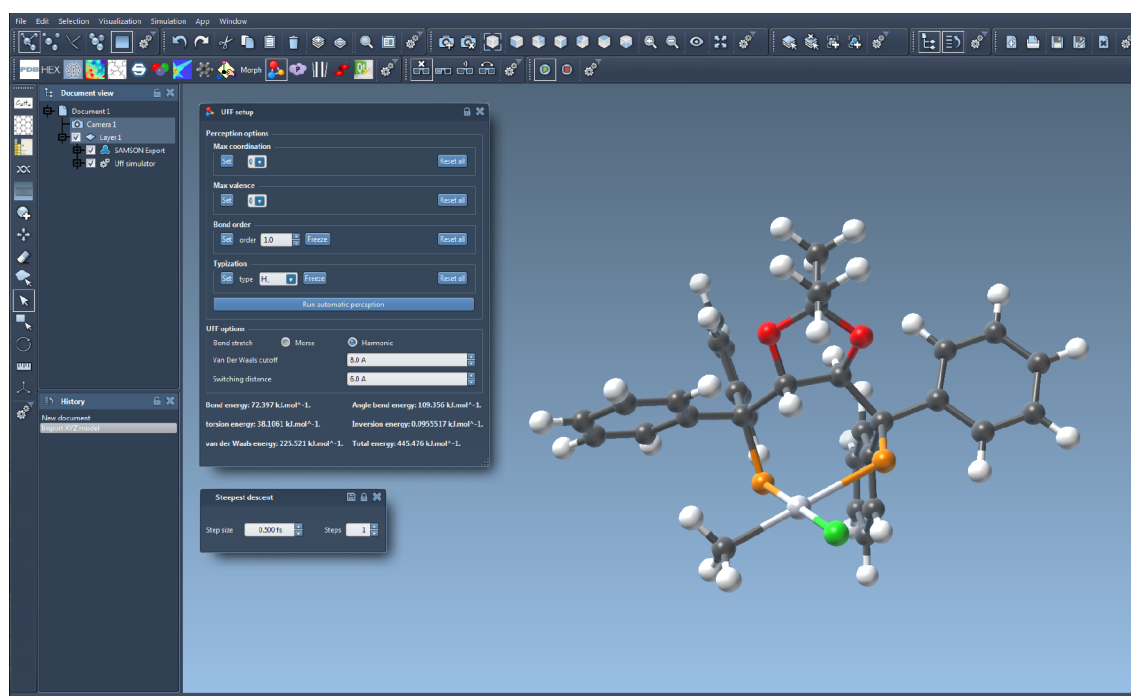 File Edit Selection Visualization Simulation App Window
PDB HEX Morph QT
Document view
Document 1
Camera 1
Layer 1
SAMSON Export
Uff simulator
History
New document
Import XYZ model
UFF setup
Perception options
Max coordination
Set 0 Reset all
Max valence
Set 0 Reset all
Bond order
Set order 1.0 Freeze Reset all
Typization
Set type H_ Freeze Reset all
Run automatic perception
UFF options
Bond stretch Morse Harmonic
Van Der Waals cutoff 8.0 A
Switching distance 6.0 A
Bond energy: 72.397 kJ.mol^-1. Angle bend energy: 109.356 kJ.mol^-1.
torsion energy: 38.1061 kJ.mol^-1. Inversion energy: 0.0955517 kJ.mol^-1.
van der Waals energy: 225.521 kJ.mol^-1. Total energy: 445.476 kJ.mol^-1.
Steepest descent
Step size 0.500 fs Steps 1